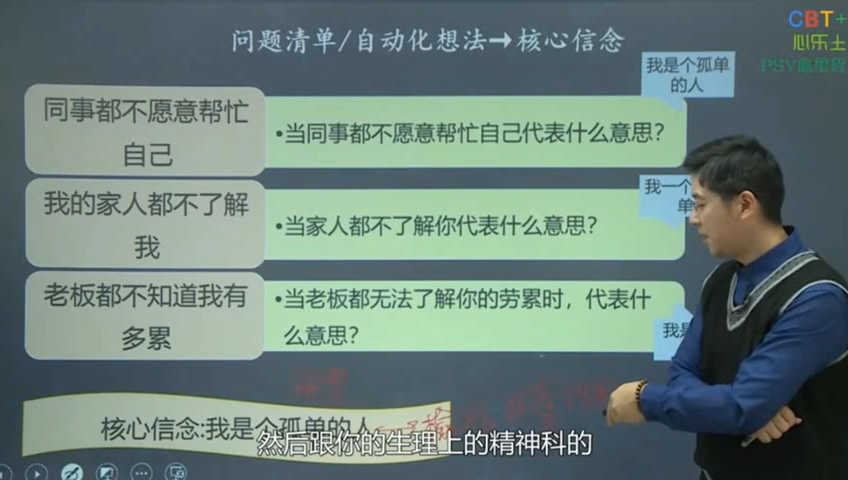 CBT+
心乐土
PSY心里程
问题清单/自动化想法→核心信念
我是个孤单
的人
同事都不愿意帮忙
自己
•当同事都不愿意帮忙自己代表什么意思？
我的家人都不了解
我
•当家人都不了解你代表什么意思？
我一个
单
老板都不知道我有
多累
•当老板都无法了解你的劳累时，代表什
么意思？
我是
核心信念:我是个孤单的人
然后跟你的生理上的精神科的